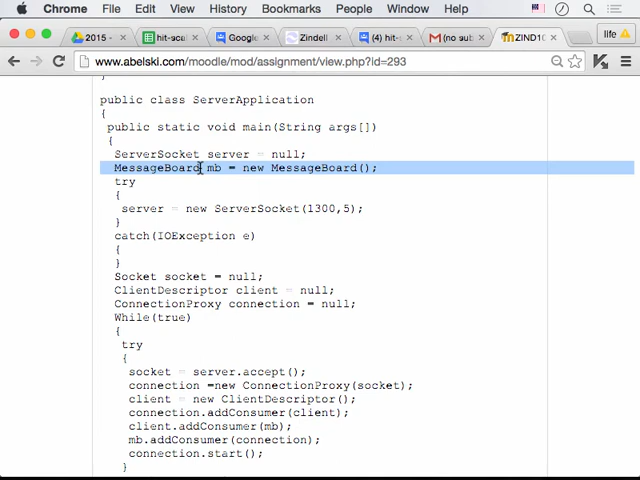 Chrome File Edit View History Bookmarks People Window Help
2015 - hit-scal Google Zindell (4) hit- (no sub ZIND10 life
www.abelski.com/moodle/mod/assignment/view.php?id=293
}
public class ServerApplication
{
public static void main(String args[])
{
ServerSocket server = null;
MessageBoard mb = new MessageBoard();
try
{
server = new ServerSocket(1300,5);
}
catch(IOException e)
{
}
Socket socket = null;
ClientDescriptor client = null;
ConnectionProxy connection = null;
While(true)
{
try
{
socket = server.accept();
connection =new ConnectionProxy(socket);
client = new ClientDescriptor();
connection.addConsumer(client);
client.addConsumer(mb);
mb.addConsumer(connection);
connection.start();
}